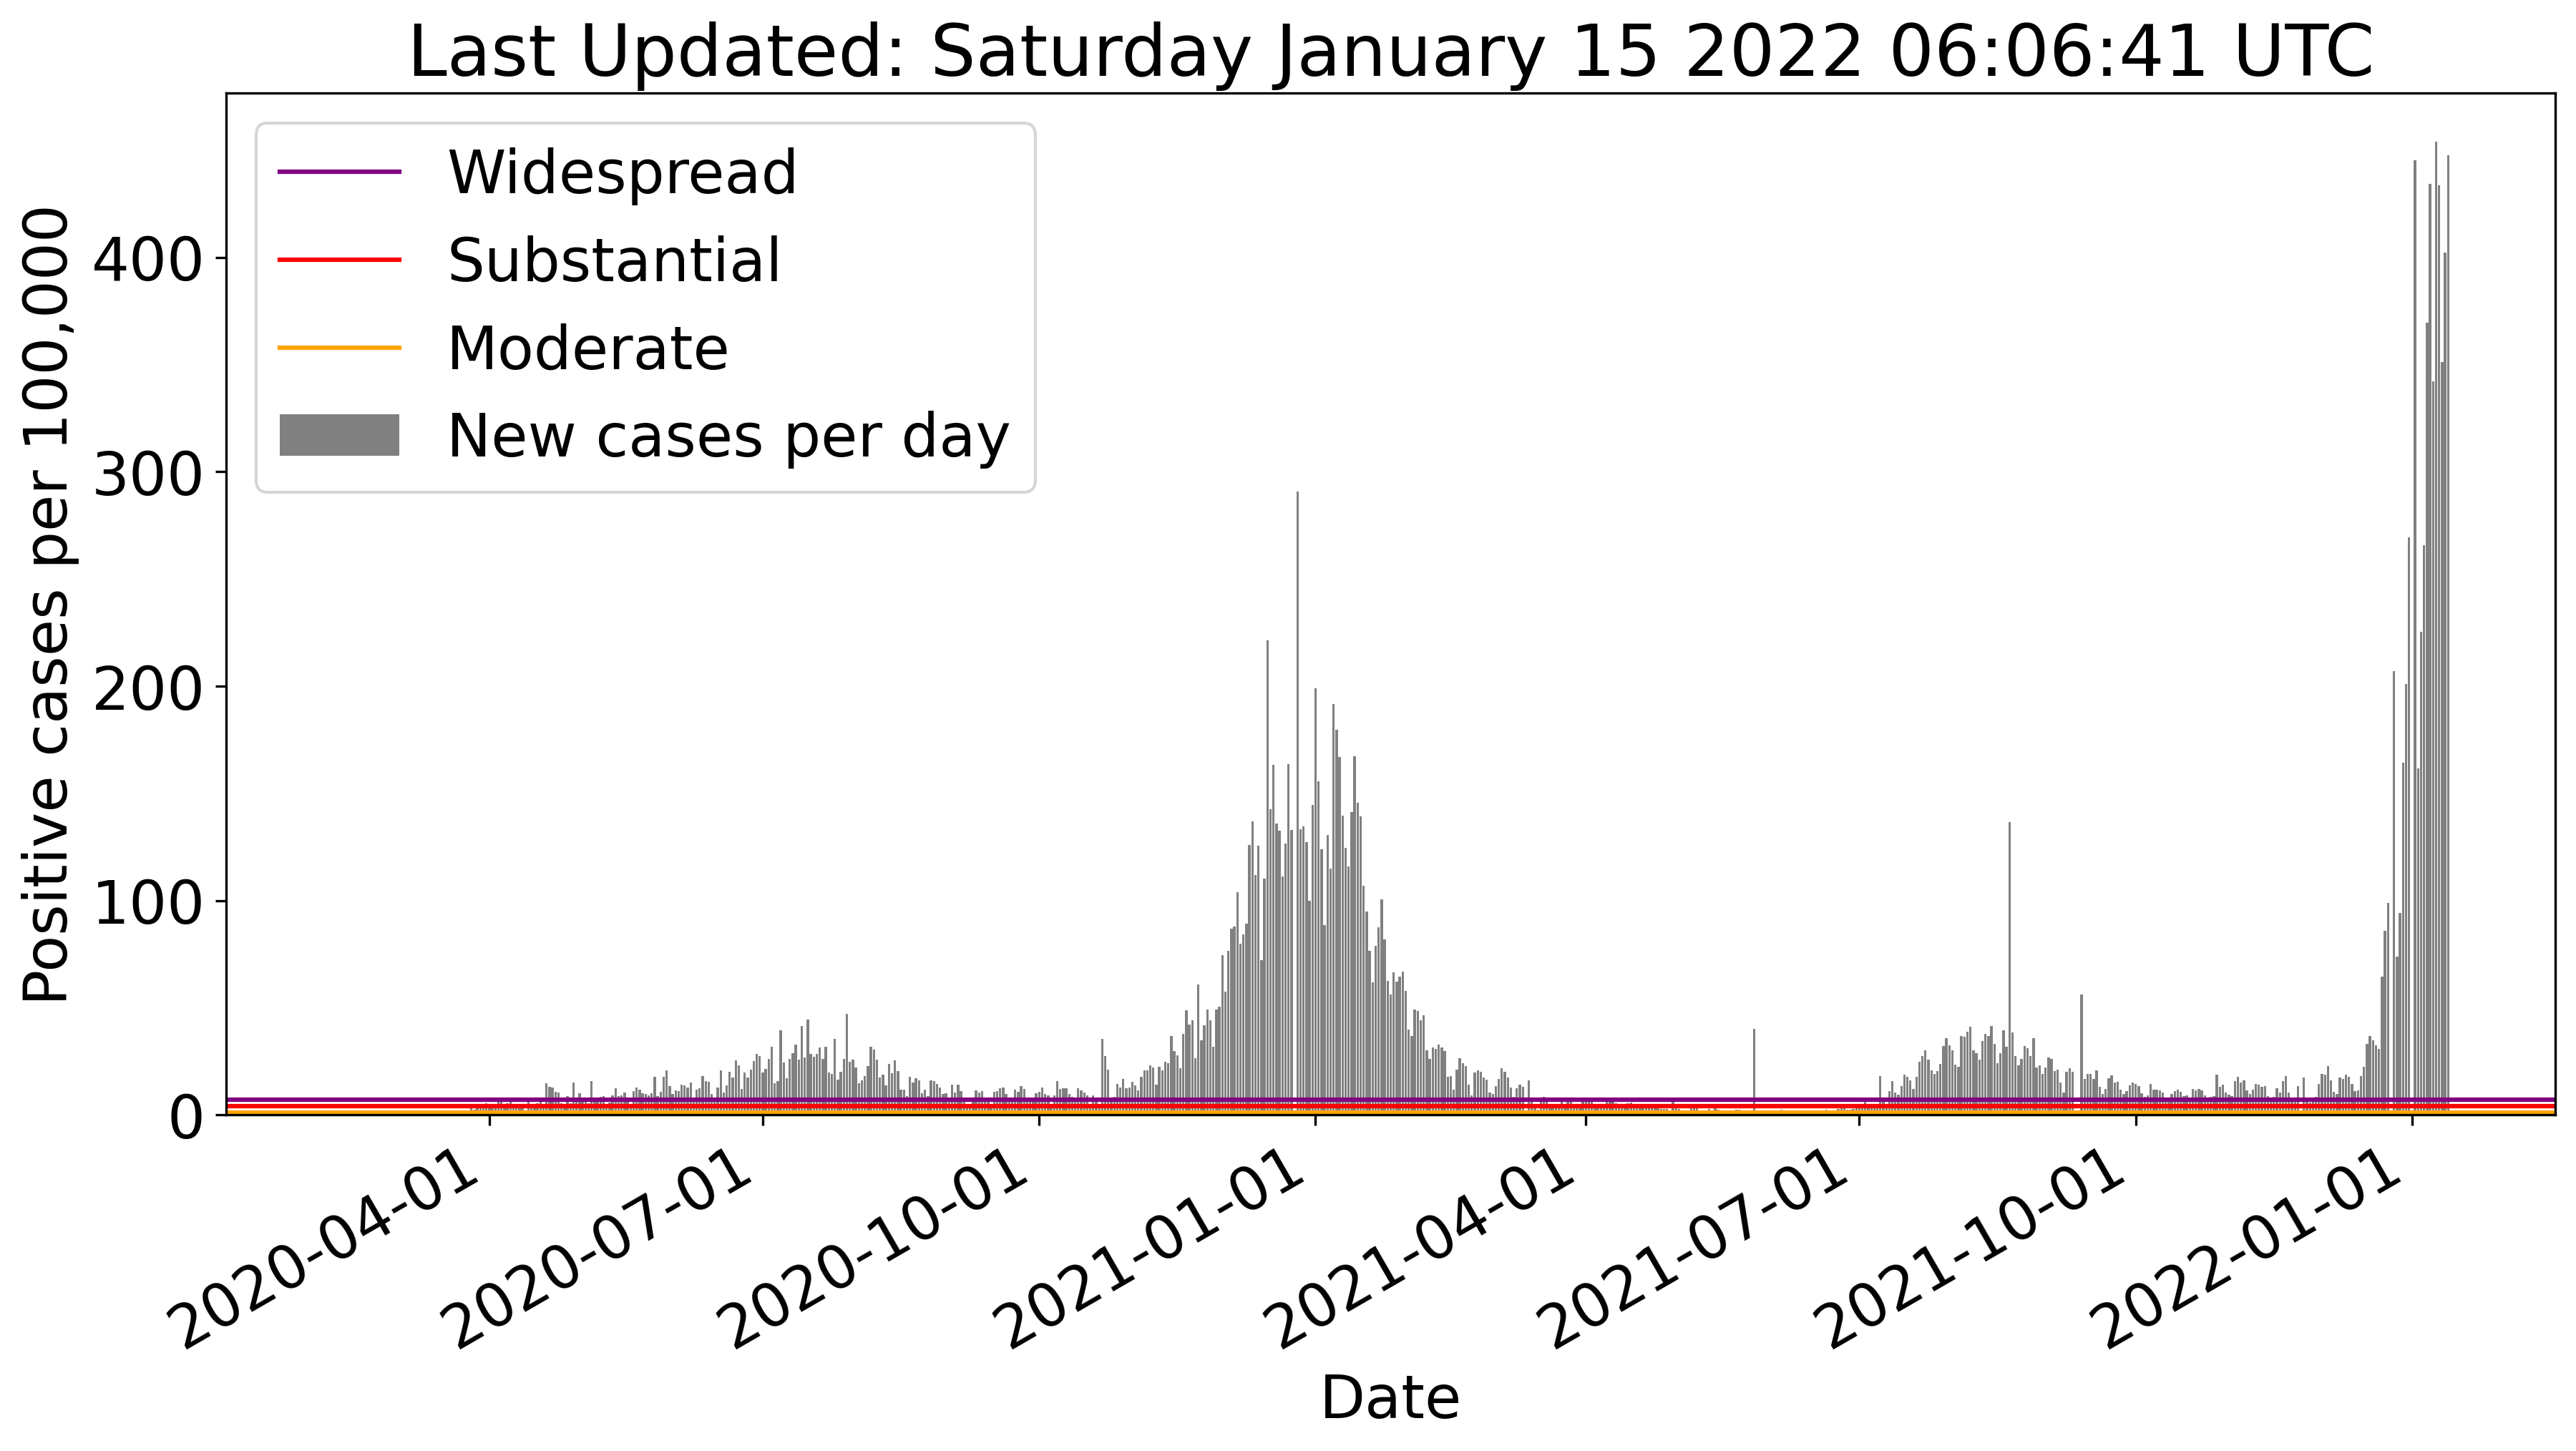 Last Updated: Saturday January 15 2022 06:06:41 UTC
Widespread
Substantial
Moderate
New cases per day
Positive cases per 100,000
400
300
200
100
0
2020-04-01
2020-07-01
2020-10-01
2021-01-01
2021-04-01
2021-07-01
2021-10-01
2022-01-01
Date